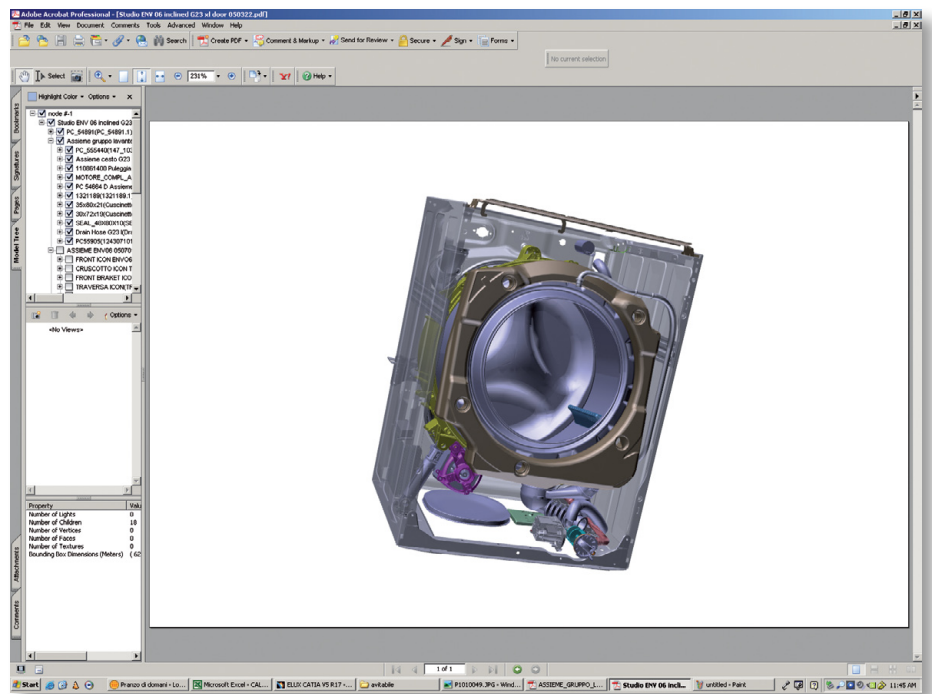 Adobe Acrobat Professional - [Studio ENV 06 inclined G23 xl door 050322.pdf]
File Edit View Document Comments Tools Advanced Window Help
Search Create PDF Comment & Markup Send for Review Secure Sign Forms
No current selection
Select 231% Help
Highlight Color Options
node #-1
Studio ENV 06 inclined G23
PC_54891(PC_54891.1)
Assieme gruppo lavante
PC_555440(147_103
Assieme cesto G23
110861400 Puleggia
MOTORE_COMPL_A
PC 54664 D Assieme
1321189(1321189.1
35x80x21(Cuscinett
30x72x19(Cuscinett
SEAL_40X80X10(SE
Drain Hose G23 I(Dr
PC55905(124307101
ASSIEME ENV06 05070
FRONT ICON ENV06
CRUSCOTTO ICON T
FRONT BRAKET ICO
TRAVERSA ICON(TR
Options
<No Views>
Property Valu
Number of Lights 0
Number of Children 18
Number of Vertices 0
Number of Faces 0
Number of Textures 0
Bounding Box Dimensions (Meters) ( 62
Bookmarks
Signatures
Pages
Model Tree
Attachments
Comments
1 of 1
Start Pranzo di domani - Lo... Microsoft Excel - CAL... ELUX CATIA V5 R17 -... avitabile P1010049.JPG - Wind... ASSIEME_GRUPPO_L... Studio ENV 06 incli... untitled - Paint 11:45 AM